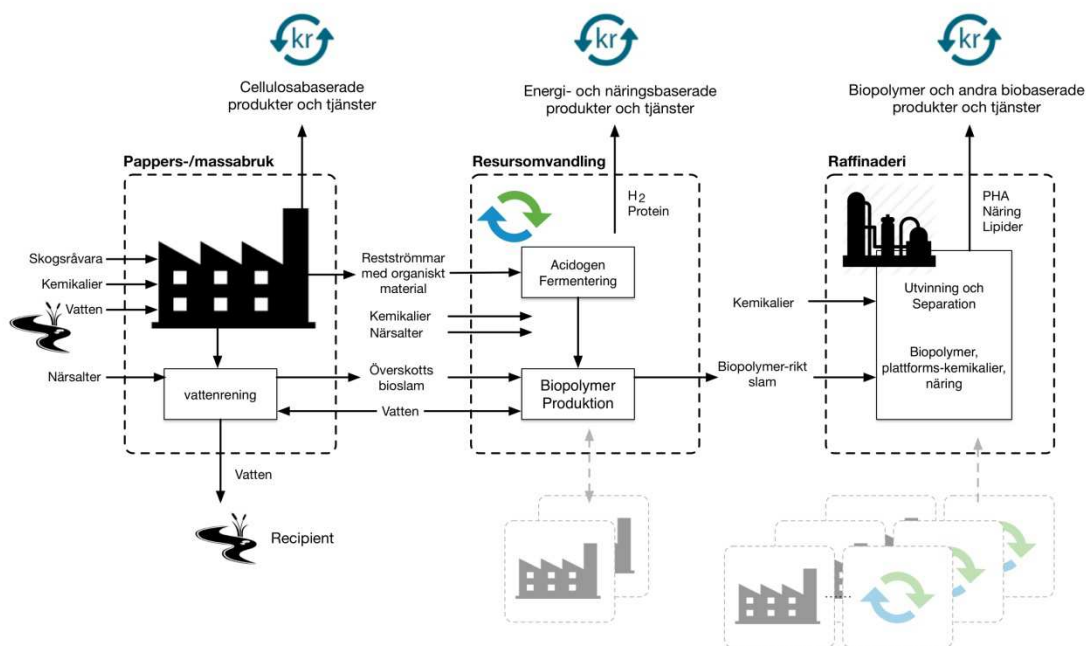 kr
kr
kr
Cellulosabaserade
produkter och tjänster
Energi- och näringsbaserade
produkter och tjänster
Biopolymer och andra biobaserade
produkter och tjänster
Pappers-/massabruk
Resursomvandling
Raffinaderi
H2
Protein
PHA
Näring
Lipider
Skogsråvara
Kemikalier
Vatten
Restströmmar
med organiskt
material
Acidogen
Fermentering
Utvinning och
Separation
Kemikalier
Närsalter
Kemikalier
Närsalter
vattenrening
Överskotts
bioslam
Vatten
Biopolymer
Produktion
Biopolymer-rikt
slam
Biopolymer,
plattforms-kemikalier,
näring
Vatten
Recipient